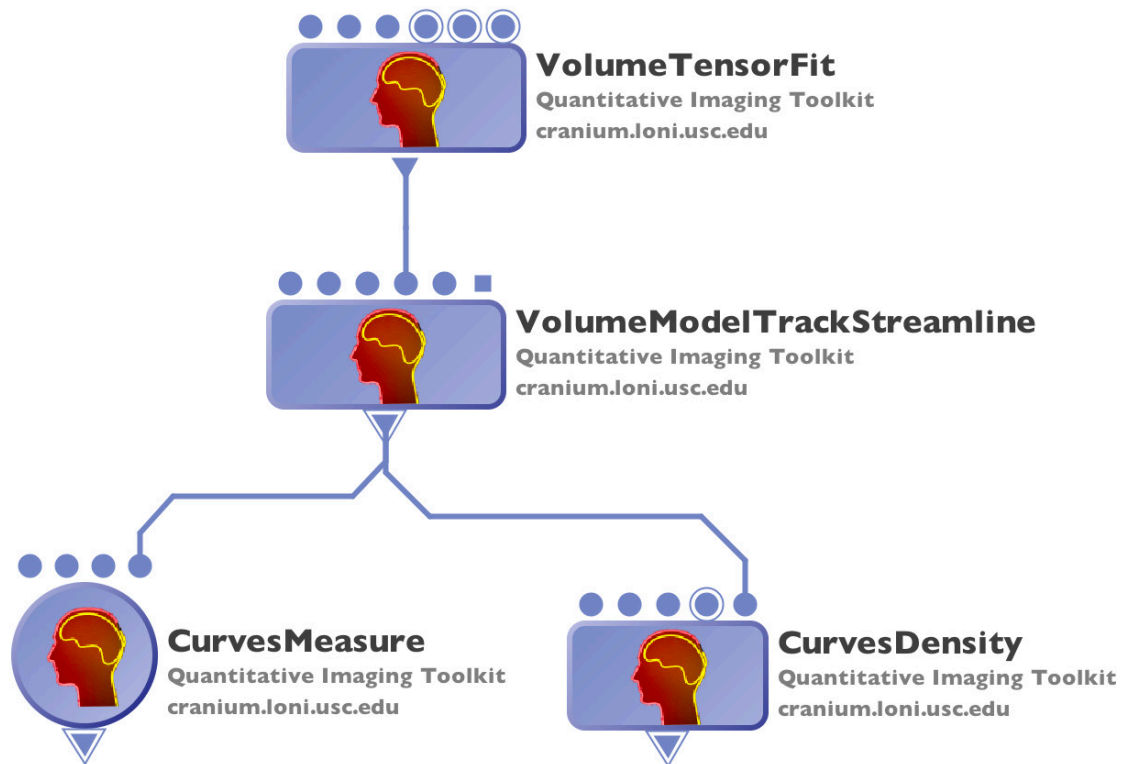 VolumeTensorFit
Quantitative Imaging Toolkit
cranium.loni.usc.edu
VolumeModelTrackStreamline
Quantitative Imaging Toolkit
cranium.loni.usc.edu
CurvesMeasure
Quantitative Imaging Toolkit
cranium.loni.usc.edu
CurvesDensity
Quantitative Imaging Toolkit
cranium.loni.usc.edu